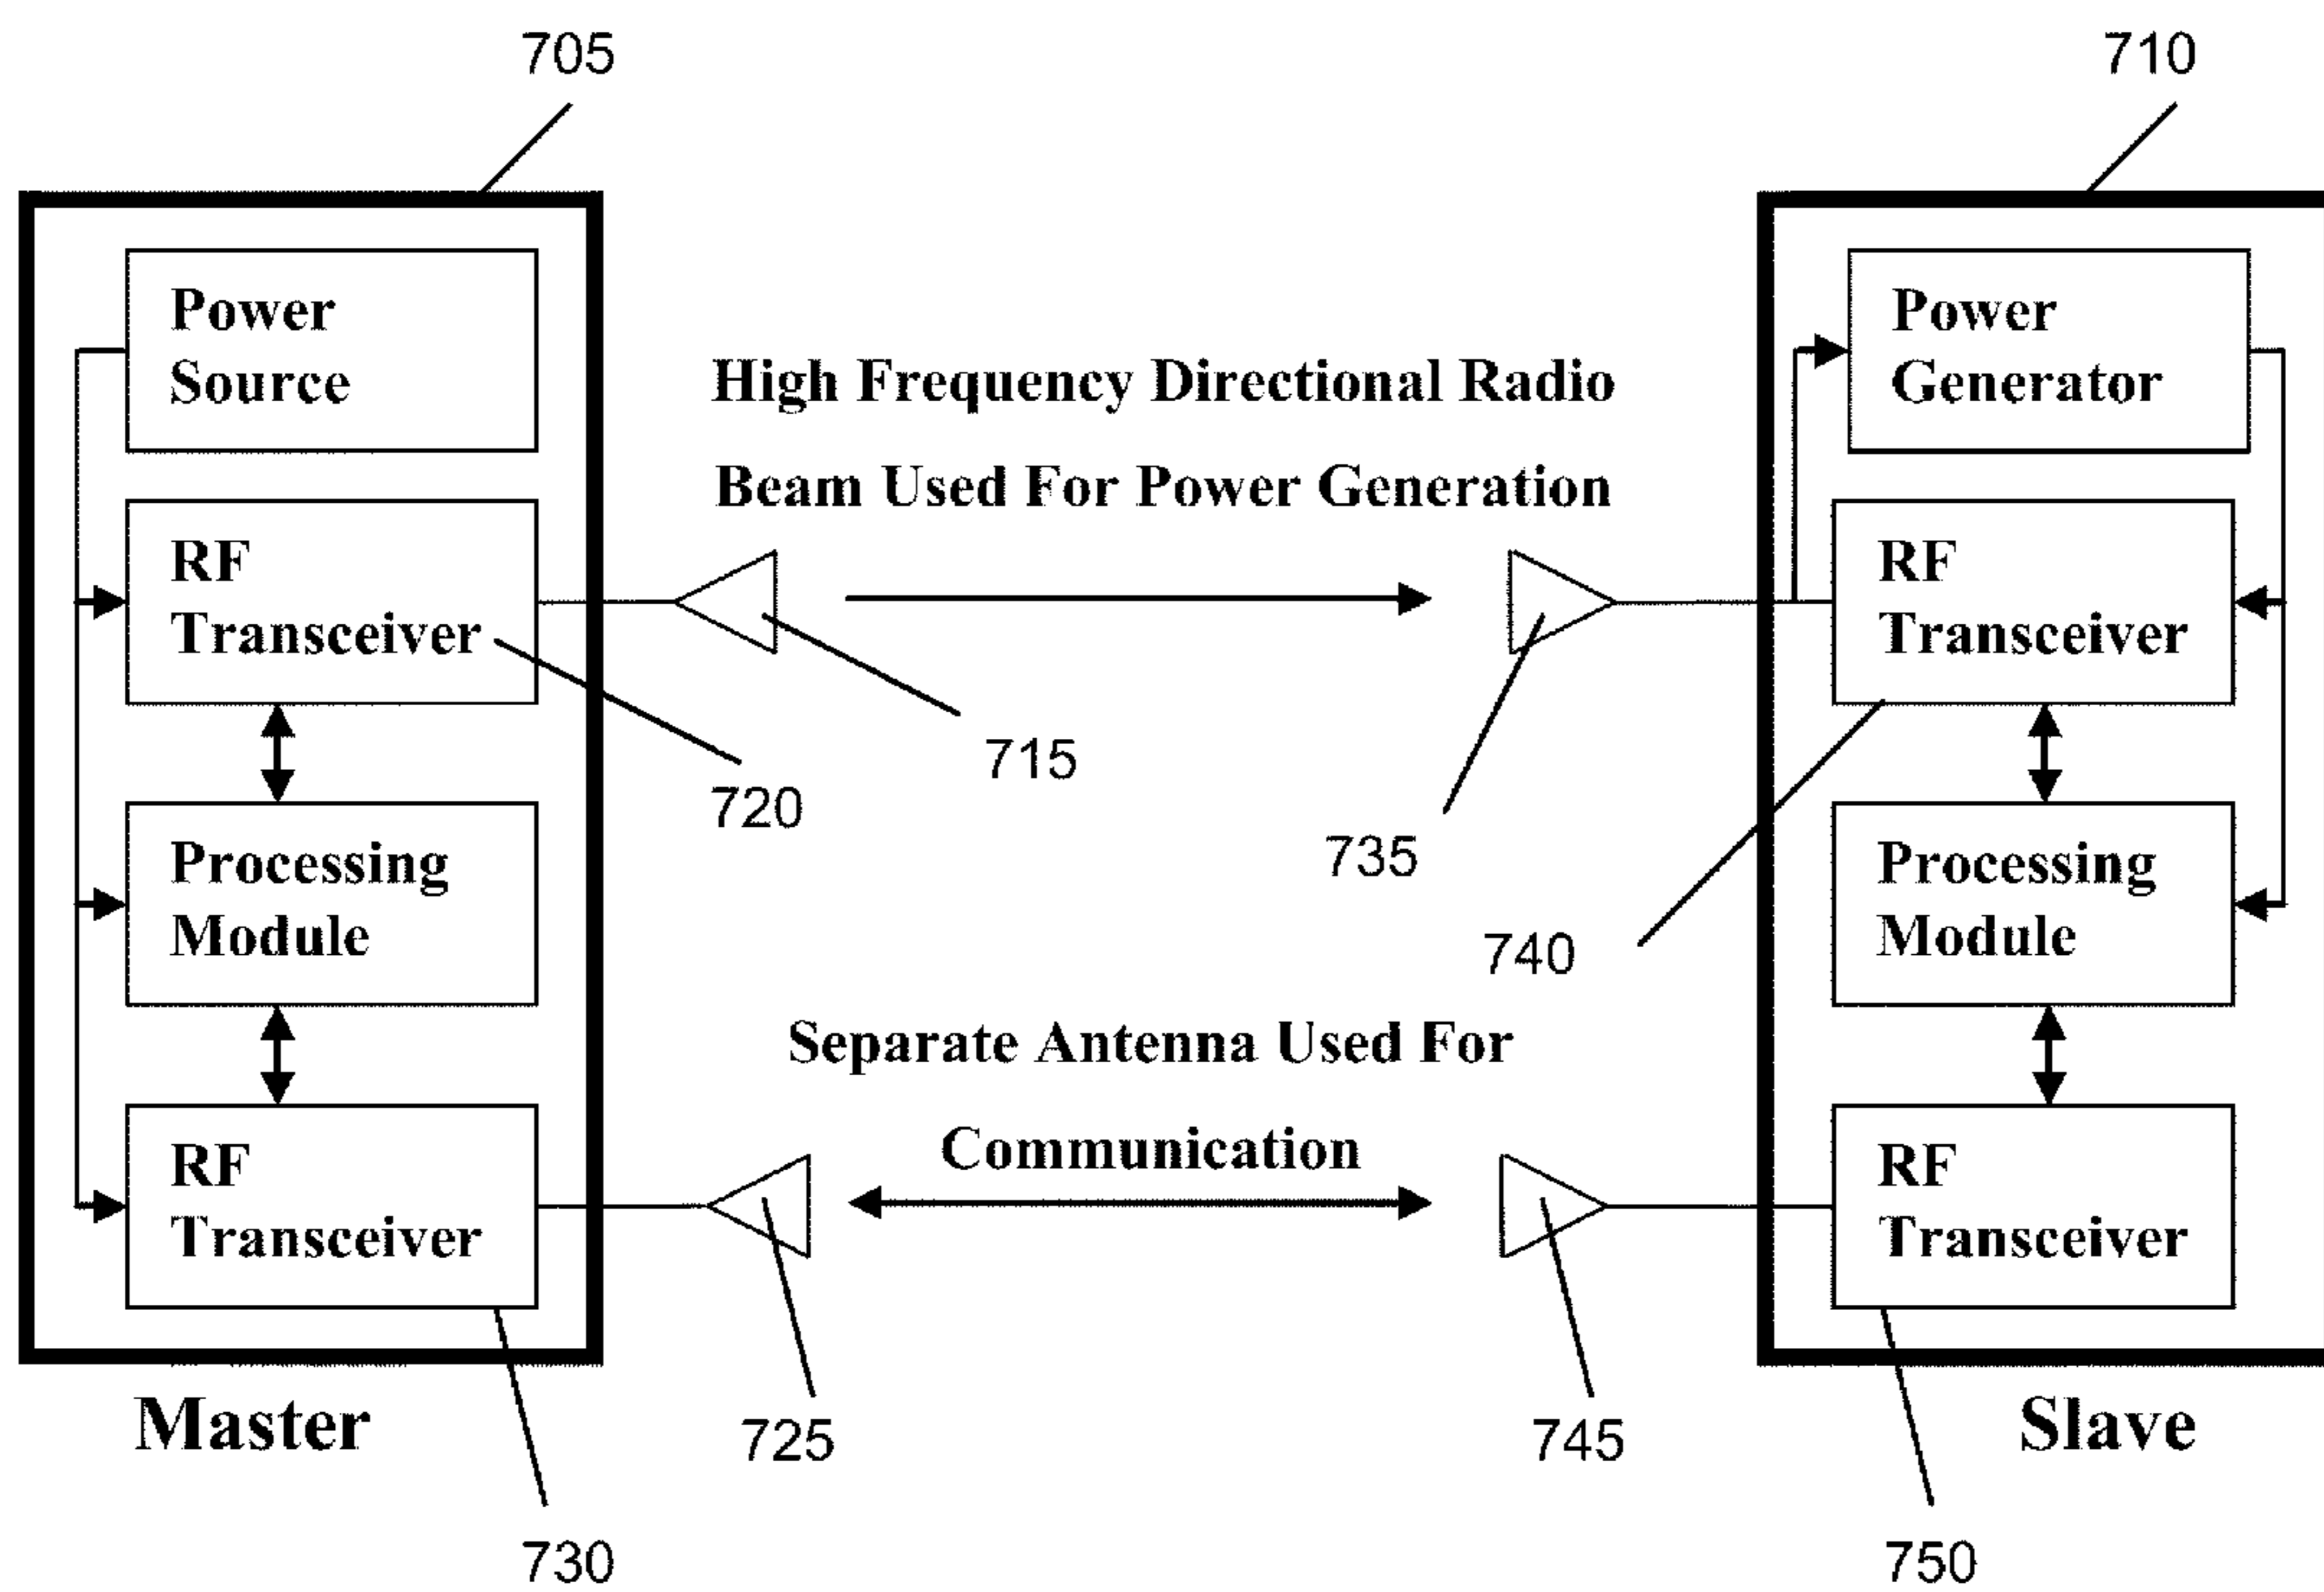 705
710
Power
Source
Power
Generator
High Frequency Directional Radio
Beam Used For Power Generation
RF
Transceiver
RF
Transceiver
715
720
735
740
Processing
Module
Processing
Module
Separate Antenna Used For
Communication
RF
Transceiver
RF
Transceiver
Master
725
745
Slave
730
750